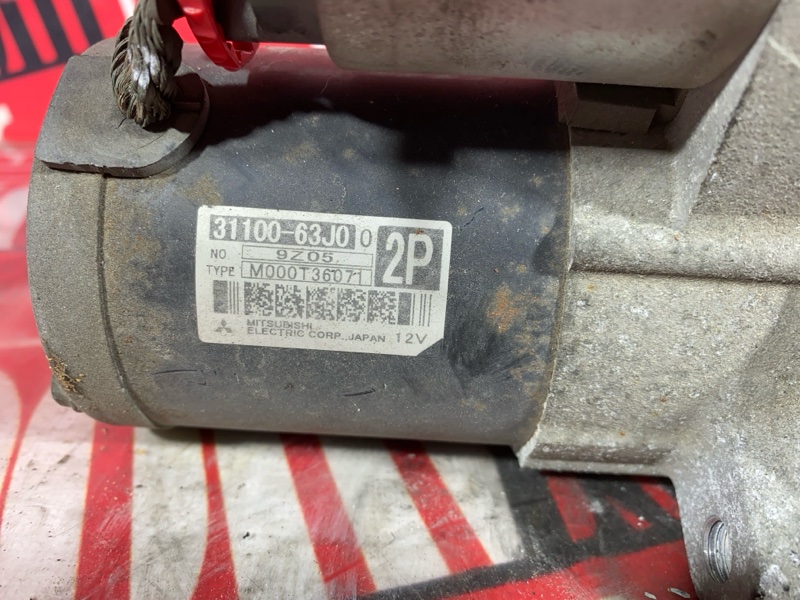 31100-63J0 0
2P
NO 9Z05
TYPE M000T36071
MITSUBISHI
ELECTRIC CORP., JAPAN 12V